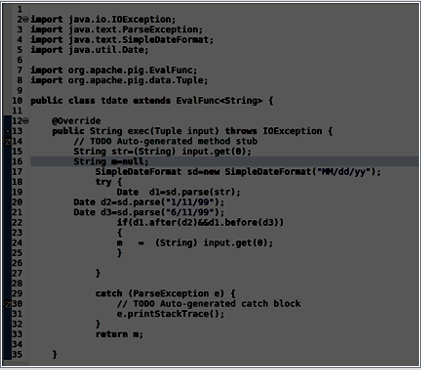 1
2 import java.io.IOException;
3 import java.text.ParseException;
4 import java.text.SimpleDateFormat;
5 import java.util.Date;
6
7 import org.apache.pig.EvalFunc;
8 import org.apache.pig.data.Tuple;
9
10 public class tdate extends EvalFunc<String> {
11
12 @Override
13 public String exec(Tuple input) throws IOException {
14 // TODO Auto-generated method stub
15 String str=(String) input.get(0);
16 String m=null;
17 SimpleDateFormat sd=new SimpleDateFormat("MM/dd/yy");
18 try {
19 Date d1=sd.parse(str);
20 Date d2=sd.parse("1/11/99");
21 Date d3=sd.parse("6/11/99");
22 if(d1.after(d2)&&d1.before(d3))
23 {
24 m = (String) input.get(0);
25 }
26
27 }
28
29 catch (ParseException e) {
30 // TODO Auto-generated catch block
31 e.printStackTrace();
32 }
33 return m;
34
35 }